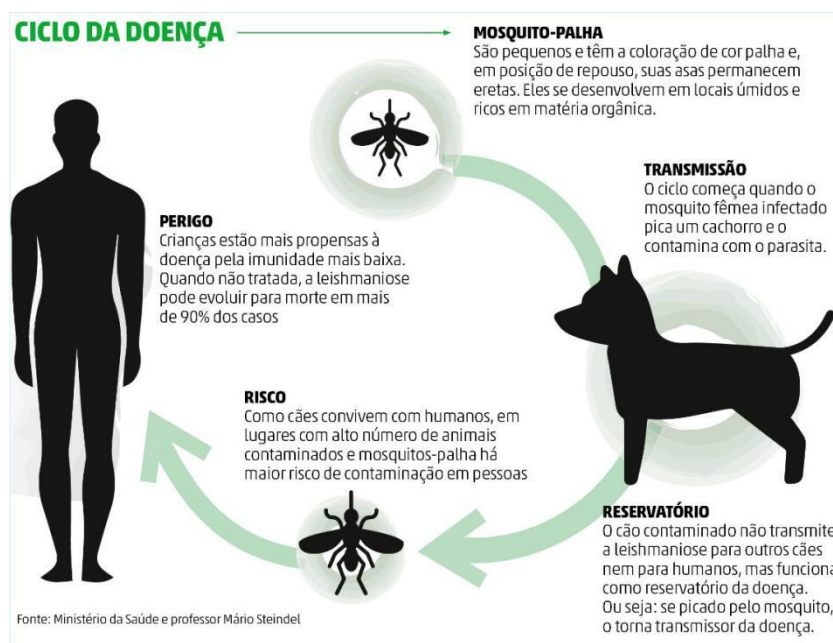 CICLO DA DOENÇA
MOSQUITO-PALHA
São pequenos e têm a coloração de cor palha e,
em posição de repouso, suas asas permanecem
eretas. Eles se desenvolvem em locais úmidos e
ricos em matéria orgânica.
TRANSMISSÃO
O ciclo começa quando o
mosquito fêmea infectado
pica um cachorro e o
contamina com o parasita.
PERIGO
Crianças estão mais propensas à
doença pela imunidade mais baixa.
Quando não tratada, a leishmaniose
pode evoluir para morte em mais
de 90% dos casos
RISCO
Como cães convivem com humanos, em
lugares com alto número de animais
contaminados e mosquitos-palha há
maior risco de contaminação em pessoas
RESERVATÓRIO
O cão contaminado não transmite
a leishmaniose para outros cães
nem para humanos, mas funciona
como reservatório da doença.
Ou seja: se picado pelo mosquito,
o torna transmissor da doença.
Fonte: Ministério da Saúde e professor Mário Steindel